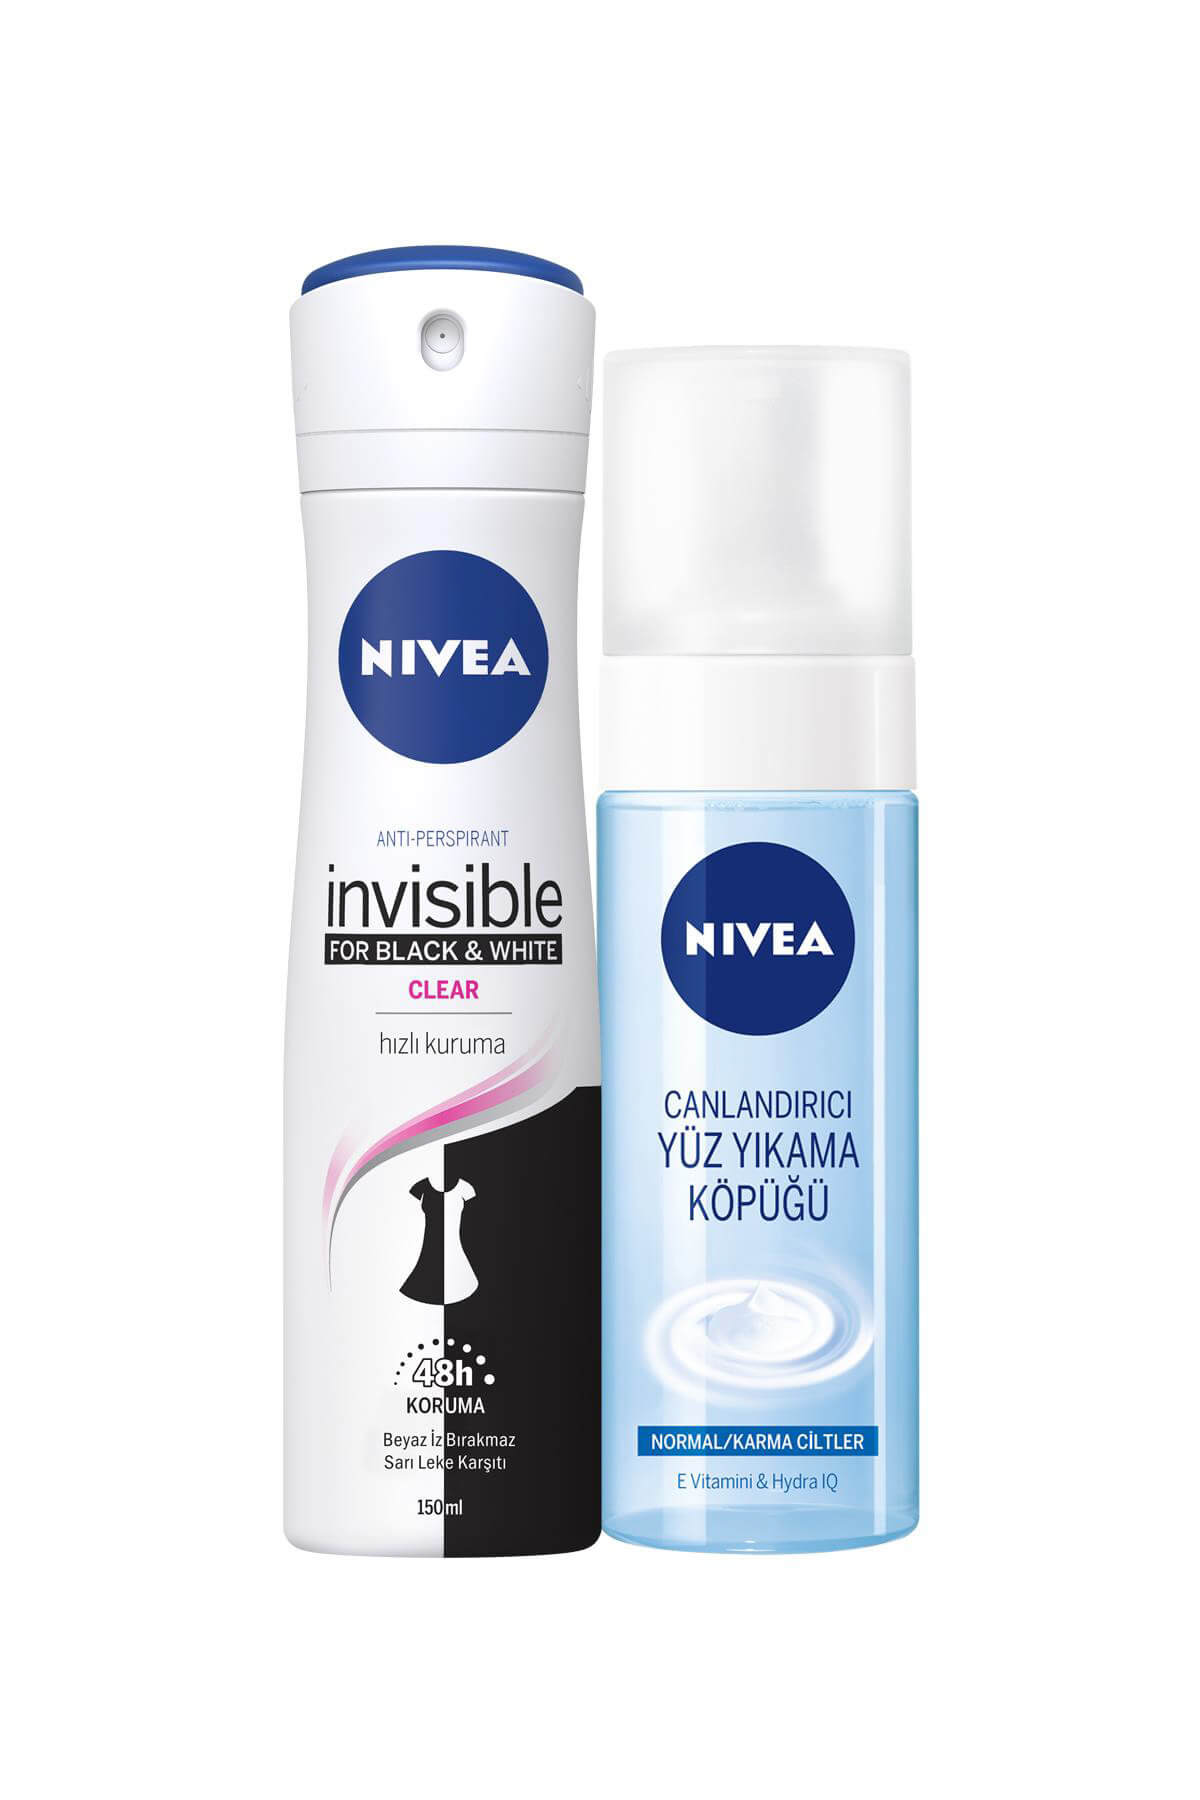 NIVEA
ANTI-PERSPIRANT
invisible
FOR BLACK & WHITE
CLEAR
hızlı kuruma
48h
KORUMA
Beyaz İz Bırakmaz
Sarı Leke Karşıtı
150ml
NIVEA
CANLANDIRICI
YÜZ YIKAMA
KÖPÜĞÜ
NORMAL/KARMA CİLTLER
E Vitamini & Hydra IQ